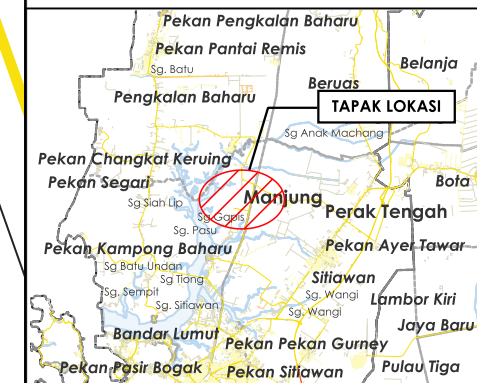 Pekan Pengkalan Baharu
Pekan Pantai Remis
Belanja
Sg. Batu
Beruas
Pengkalan Baharu
TAPAK LOKASI
Sg Anak Machang
Pekan Changkat Keruing
Pekan Segari
Bota
Manjung
Sg Siah Lip
Perak Tengah
Sg Gapis
Sg. Pasu
Pekan Kampong Baharu
Pekan Ayer Tawar
Sg Batu Undan
Sg Tiong
Sitiawan
Sg. Sempit
Sg. Wangi
Lambor Kiri
Sg. Sitiawan
Sg. Wangi
Jaya Baru
Bandar Lumut
Pekan Pekan Gurney
Pekan Pasir Bogak
Pekan Sitiawan
Pulau Tiga